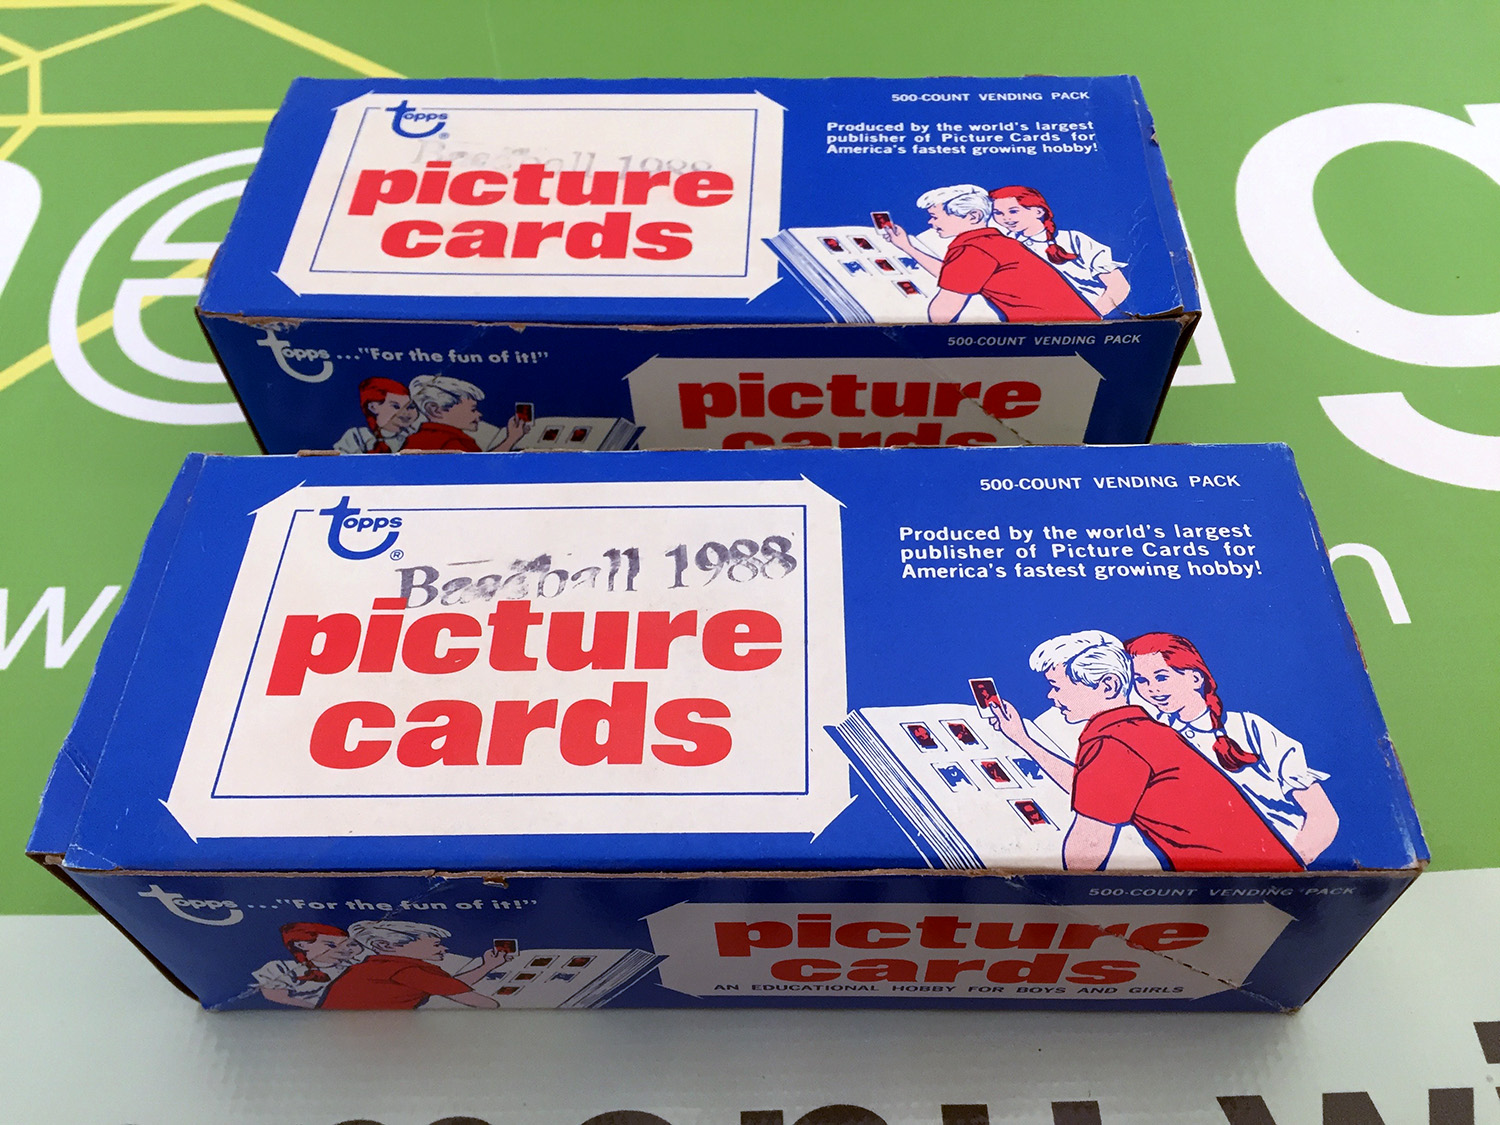 topps®
500-COUNT VENDING PACK
Baseball 1988
Produced by the world's largest
publisher of Picture Cards for
America's fastest growing hobby!
picture
cards
topps ..."For the fun of it!"
500-COUNT VENDING PACK
picture
cards
topps®
500-COUNT VENDING PACK
Baseball 1988
Produced by the world's largest
publisher of Picture Cards for
America's fastest growing hobby!
picture
cards
topps ..."For the fun of it!"
500-COUNT VENDING PACK
picture
cards
AN EDUCATIONAL HOBBY FOR BOYS AND GIRLS